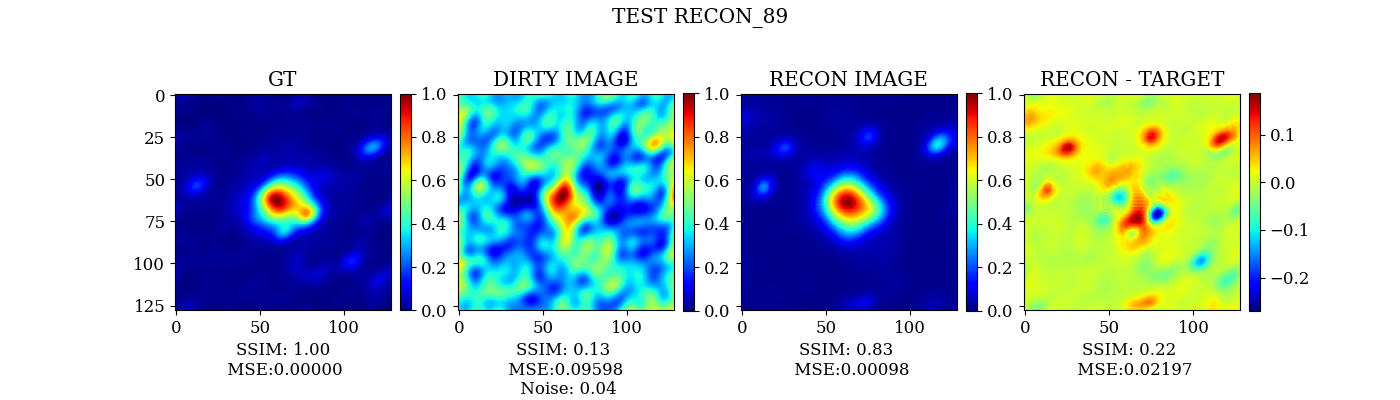 TEST RECON_89
GT
DIRTY IMAGE
RECON IMAGE
RECON - TARGET
0
25
50
75
100
125
0
50
100
1.0
0.8
0.6
0.4
0.2
0.0
0
50
100
1.0
0.8
0.6
0.4
0.2
0.0
0
50
100
1.0
0.8
0.6
0.4
0.2
0.0
0
50
100
0.1
0.0
−0.1
−0.2
SSIM: 1.00
MSE:0.00000
SSIM: 0.13
MSE:0.09598
Noise: 0.04
SSIM: 0.83
MSE:0.00098
SSIM: 0.22
MSE:0.02197